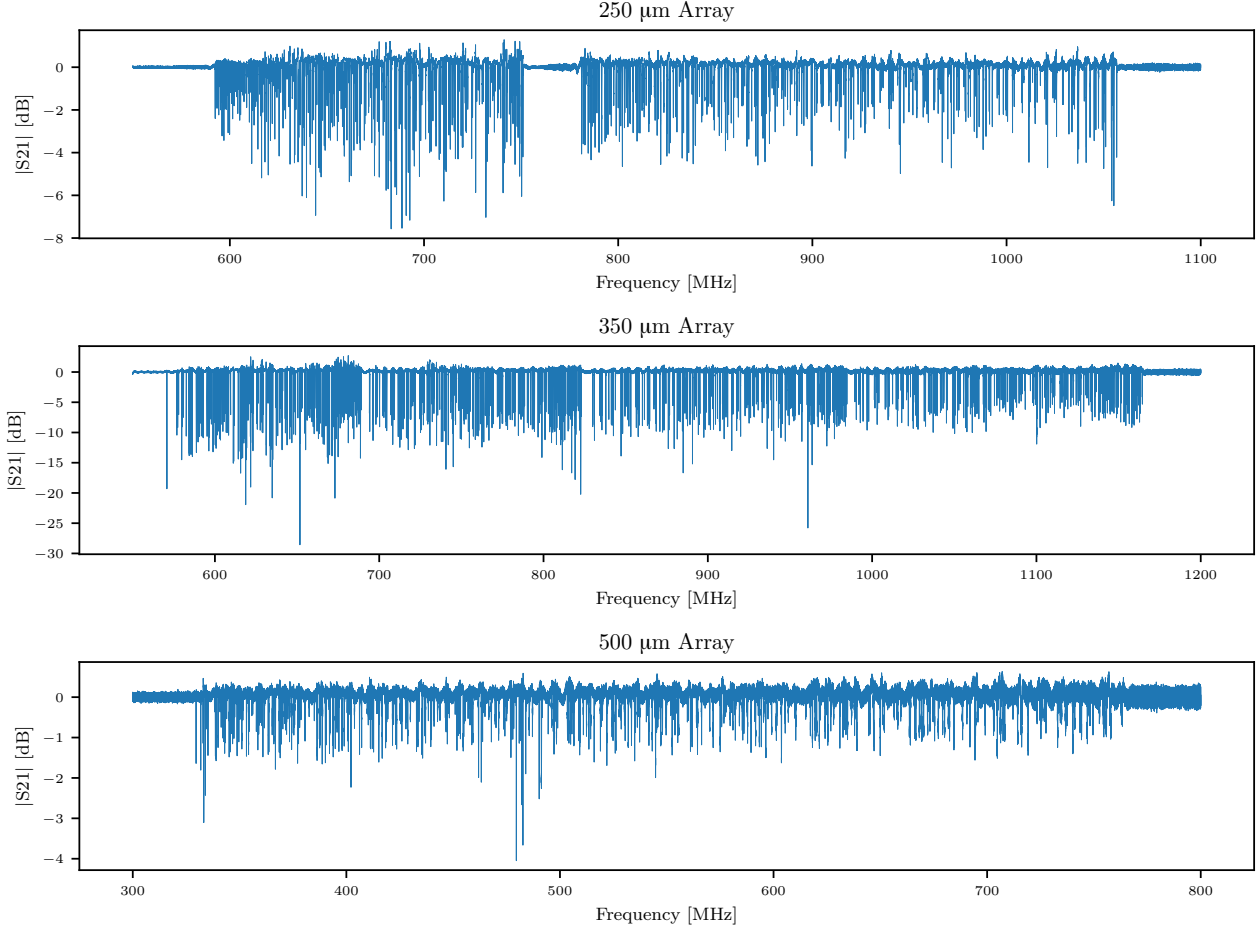 250 µm Array
|S21| [dB]
0
−2
−4
−6
−8
600 700 800 900 1000 1100
Frequency [MHz]
350 µm Array
|S21| [dB]
0
−5
−10
−15
−20
−25
−30
600 700 800 900 1000 1100 1200
Frequency [MHz]
500 µm Array
|S21| [dB]
0
−1
−2
−3
−4
300 400 500 600 700 800
Frequency [MHz]